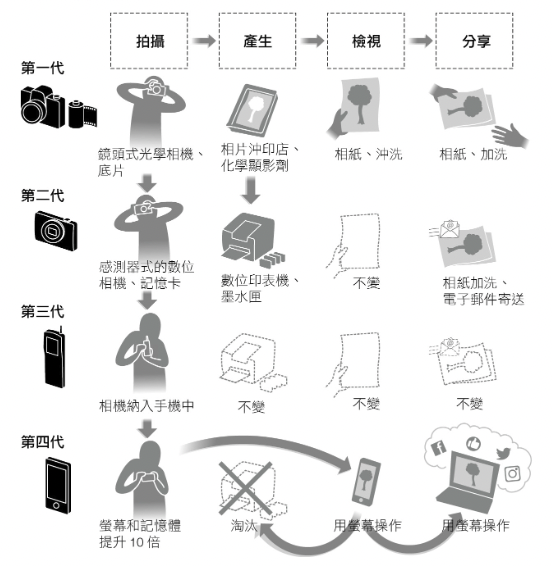 拍攝
產生
檢視
分享
第一代
鏡頭式光學相機、
底片
相片沖印店、
化學顯影劑
相紙、沖洗
相紙、加洗
第二代
感測器式的數位
相機、記憶卡
數位印表機、
墨水匣
不變
相紙加洗、
電子郵件寄送
第三代
相機納入手機中
不變
不變
不變
第四代
螢幕和記憶體
提升 10 倍
淘汰
用螢幕操作
用螢幕操作